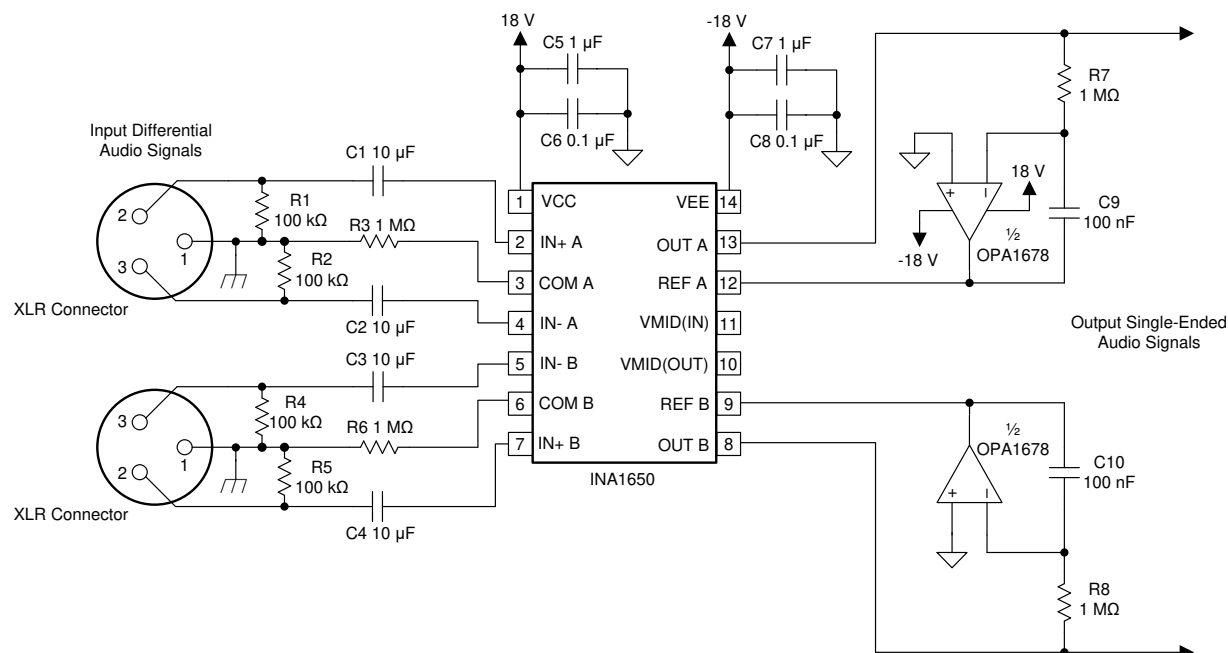 18 V
-18 V
C5 1 µF
C7 1 µF
C6 0.1 µF
C8 0.1 µF
R7
1 MΩ
Input Differential
Audio Signals
C1 10 µF
2
R1
100 kΩ
R3 1 MΩ
1
R2
100 kΩ
3
C2 10 µF
XLR Connector
C3 10 µF
3
R4
100 kΩ
R6 1 MΩ
1
R5
100 kΩ
2
C4 10 µF
XLR Connector
1 VCC
VEE 14
2 IN+ A
OUT A 13
3 COM A
REF A 12
4 IN- A
VMID(IN) 11
5 IN- B
VMID(OUT) 10
6 COM B
REF B 9
7 IN+ B
OUT B 8
INA1650
+ –
18 V
-18 V
½
OPA1678
C9
100 nF
Output Single-Ended
Audio Signals
½
OPA1678
+ –
C10
100 nF
R8
1 MΩ